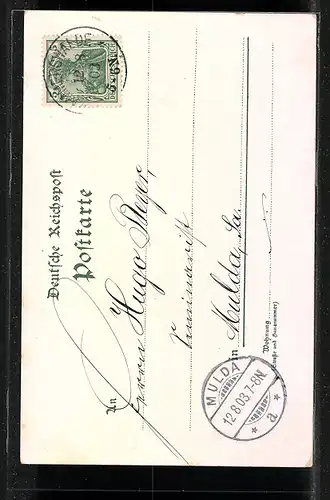 Deutsche Reichspost
Postkarte
An
Herrn Hugo
in Mulda, Sa.
Wohnung
(Straße und Hausnummer)
MULDA
12.8.03.7-8N.
* a *